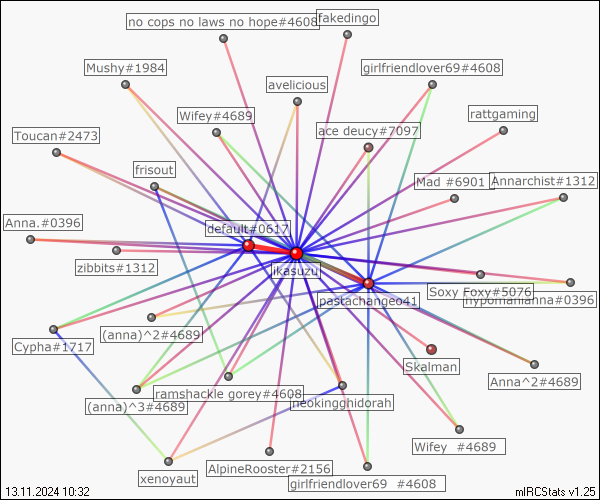 no cops no laws no hope#4608
fakedingo
Mushy#1984
girlfriendlover69#4608
avelicious
Wifey#4689
rattgaming
ace deucy#7097
Toucan#2473
frisout
Mad #6901
Annarchist#1312
Anna.#0396
default#0617
zibbits#1312
ikasuzu
Soxy Foxy#5076
hypomanianna#0396
pastachangeo41
(anna)^2#4689
Cypha#1717
Skalman
Anna^2#4689
ramshackle gorey#4608
neokingghidorah
(anna)^3#4689
Wifey #4689
xenoyaut
AlpineRooster#2156
girlfriendlover69 #4608
13.11.2024 10:32
mIRCStats v1.25